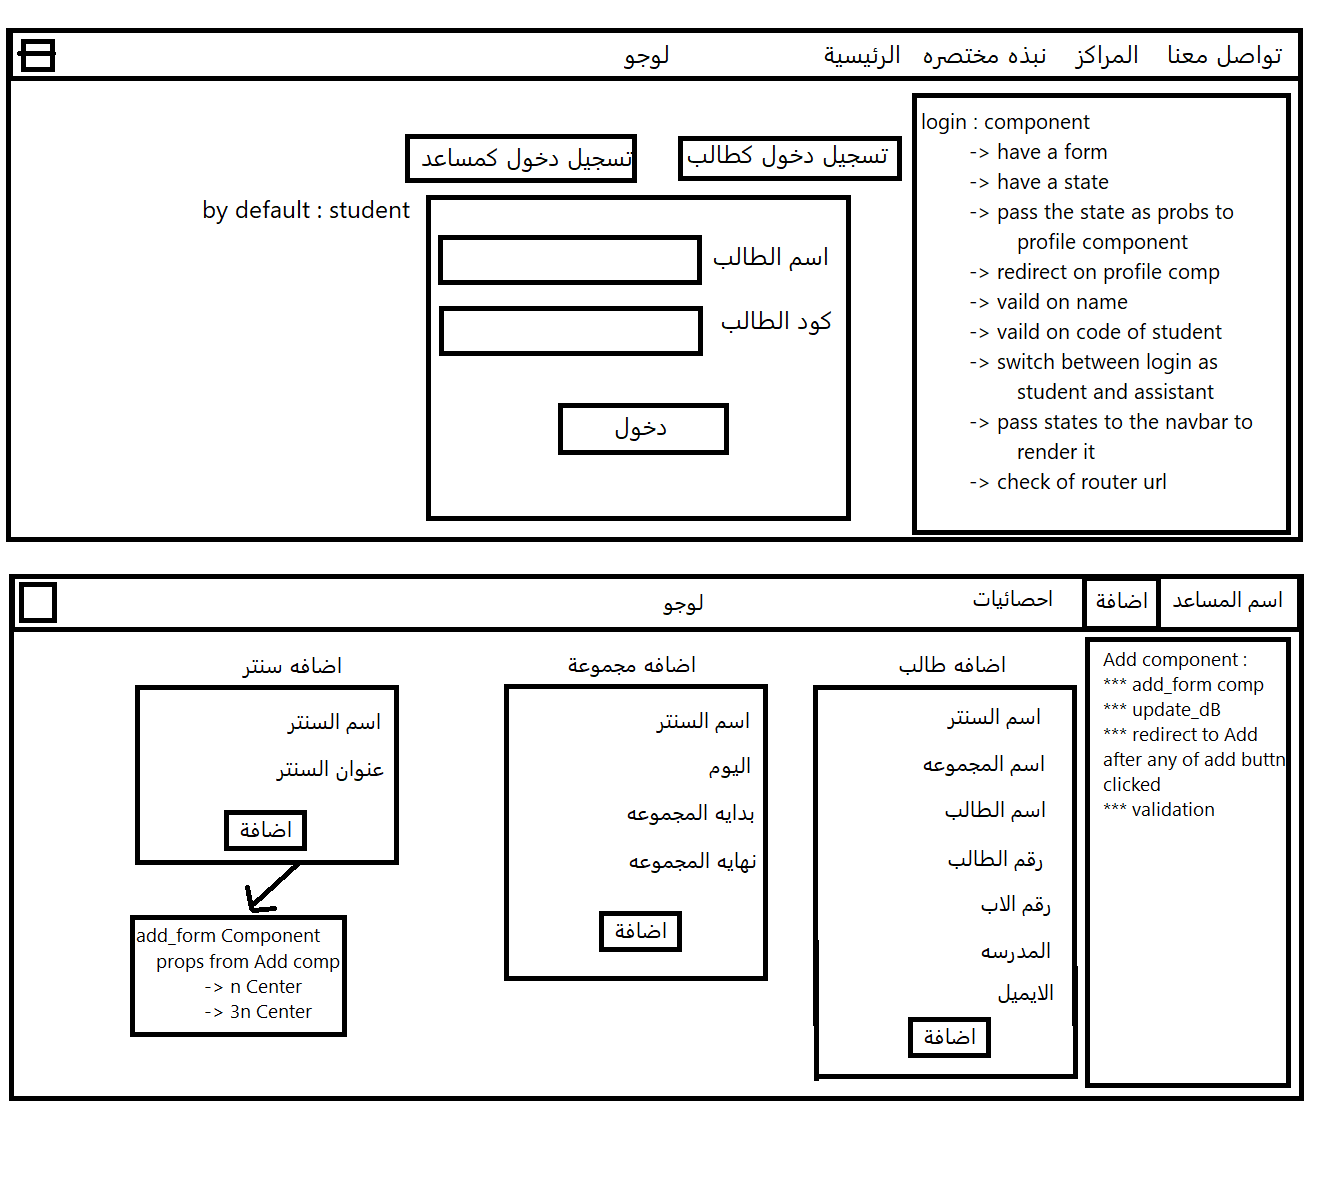 تواصل معنا
المراكز
نبذه مختصره
الرئيسية
لوجو
login : component
-> have a form
-> have a state
-> pass the state as probs to
profile component
-> redirect on profile comp
-> vaild on name
-> vaild on code of student
-> switch between login as
student and assistant
-> pass states to the navbar to
render it
-> check of router url
تسجيل دخول كطالب
تسجيل دخول كمساعد
by default : student
اسم الطالب
كود الطالب
دخول
اسم المساعد
اضافة
احصائيات
لوجو
Add component :
*** add_form comp
*** update_dB
*** redirect to Add
after any of add buttn
clicked
*** validation
اضافه طالب
اسم السنتر
اسم المجموعه
اسم الطالب
رقم الطالب
رقم الاب
المدرسه
الايميل
اضافة
اضافه مجموعة
اسم السنتر
اليوم
بدايه المجموعه
نهايه المجموعه
اضافة
اضافه سنتر
اسم السنتر
عنوان السنتر
اضافة
add_form Component
props from Add comp
-> n Center
-> 3n Center